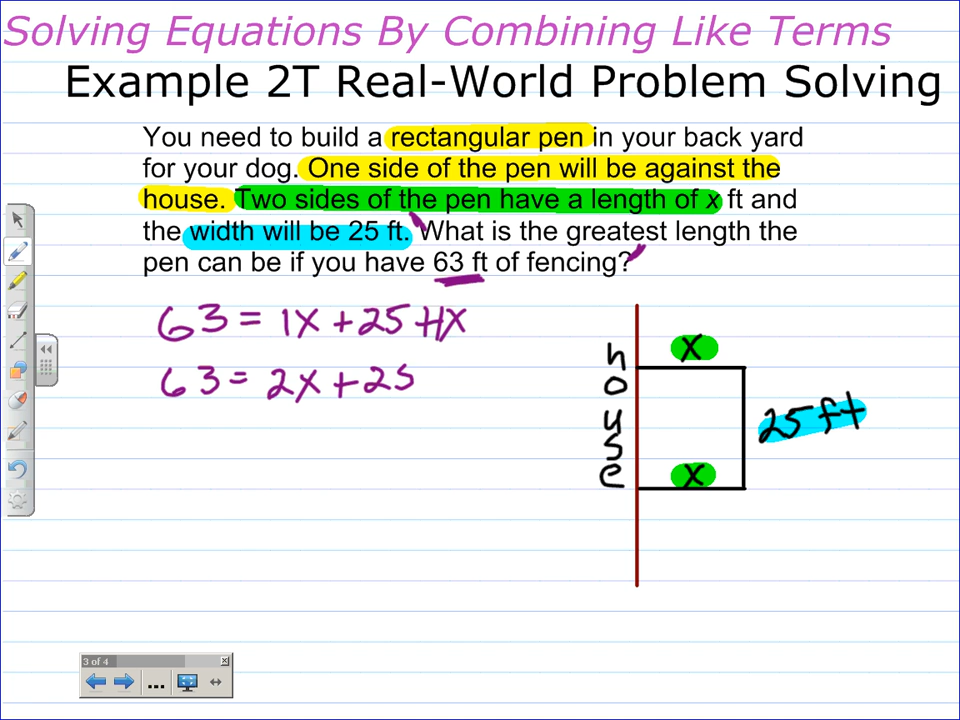 Solving Equations By Combining Like Terms
Example 2T Real-World Problem Solving
You need to build a rectangular pen in your back yard
for your dog. One side of the pen will be against the
house. Two sides of the pen have a length of x ft and
the width will be 25 ft. What is the greatest length the
pen can be if you have 63 ft of fencing?
63 = 1x + 25 + 1x
63 = 2x + 25
house
x
25 ft
x
3 of 4